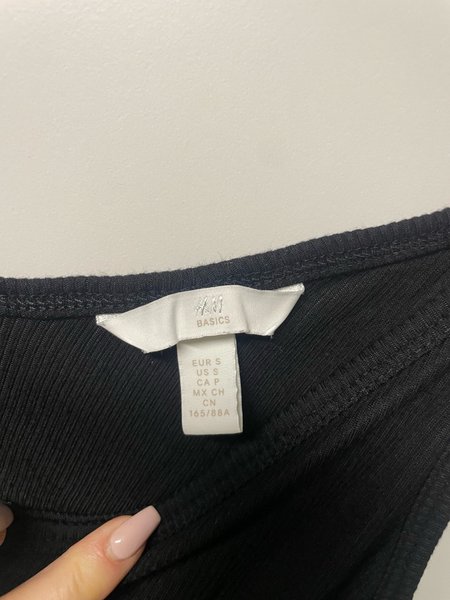 H&M
BASICS
EUR S
US S
CA P
MX CH
CN
165/88A